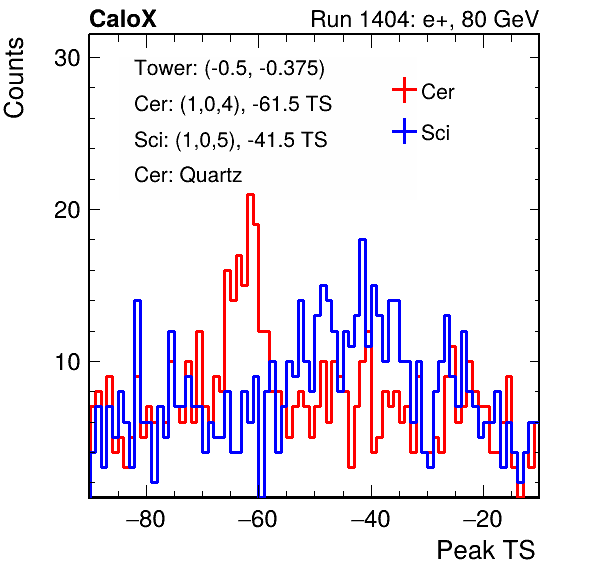 CaloX Run 1404: e+, 80 GeV
Counts
30
20
10
Tower: (-0.5, -0.375)
Cer: (1,0,4), -61.5 TS
Sci: (1,0,5), -41.5 TS
Cer: Quartz
Cer
Sci
−80 −60 −40 −20
Peak TS